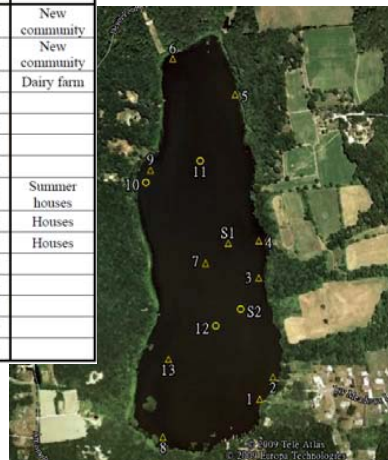 New
community
New
community
Dairy farm
Summer
houses
Houses
Houses
6
5
9
10
11
S1
4
7
3
S2
12
13
2
1
8
© 2009 Tele Atlas
© 2009 Europa Technologies